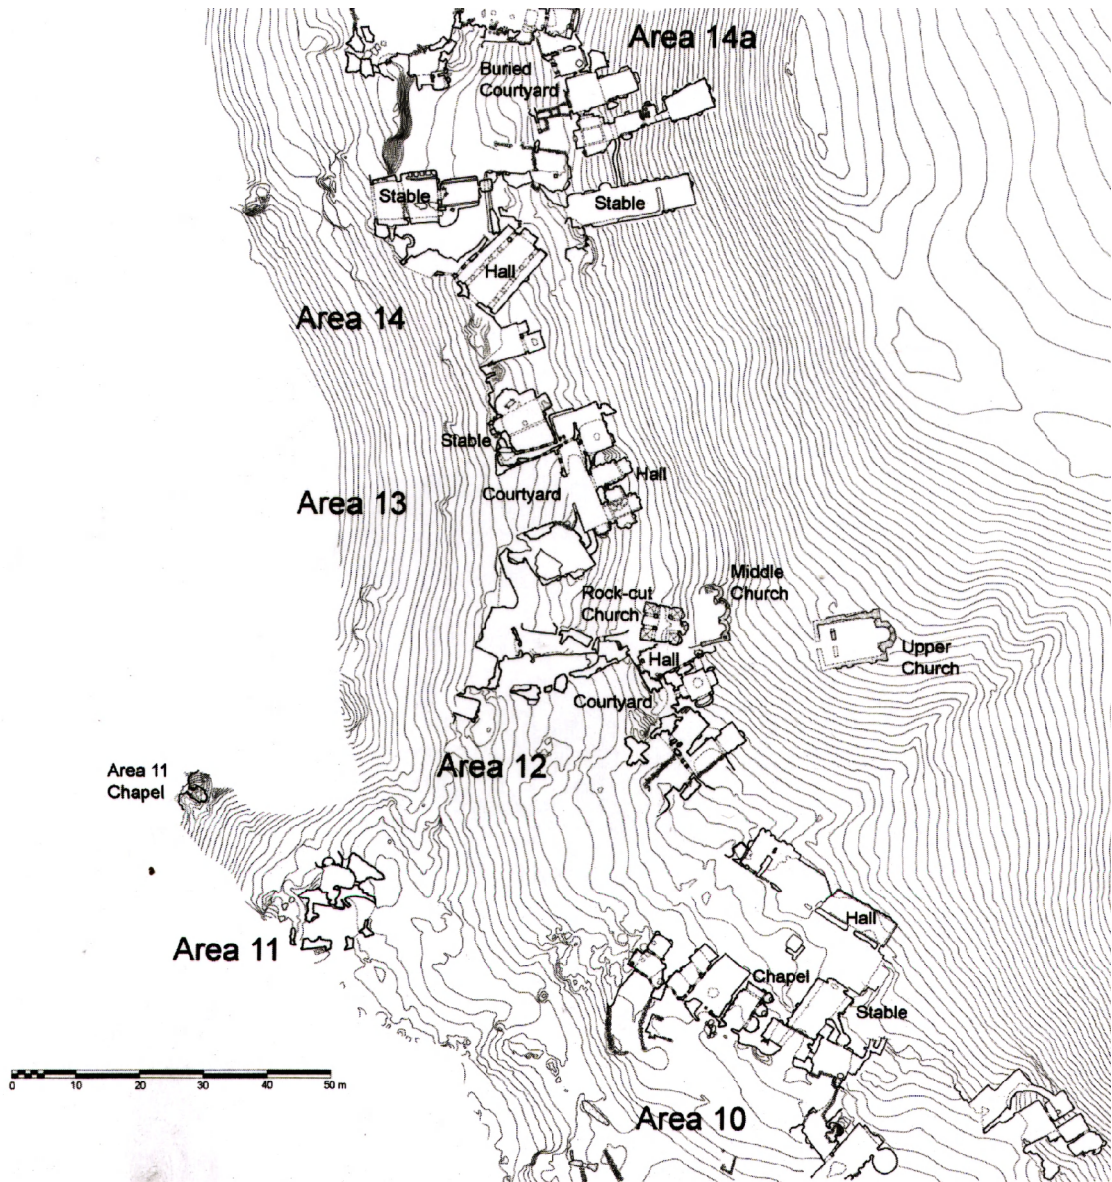 Area 14a
Buried
Courtyard
Stable
Stable
Hall
Area 14
Stable
Hall
Courtyard
Area 13
Middle
Church
Rock-cut
Church
Upper
Church
Hall
Courtyard
Area 12
Area 11
Chapel
Hall
Area 11
Chapel
Stable
0 10 20 30 40 50 m
Area 10